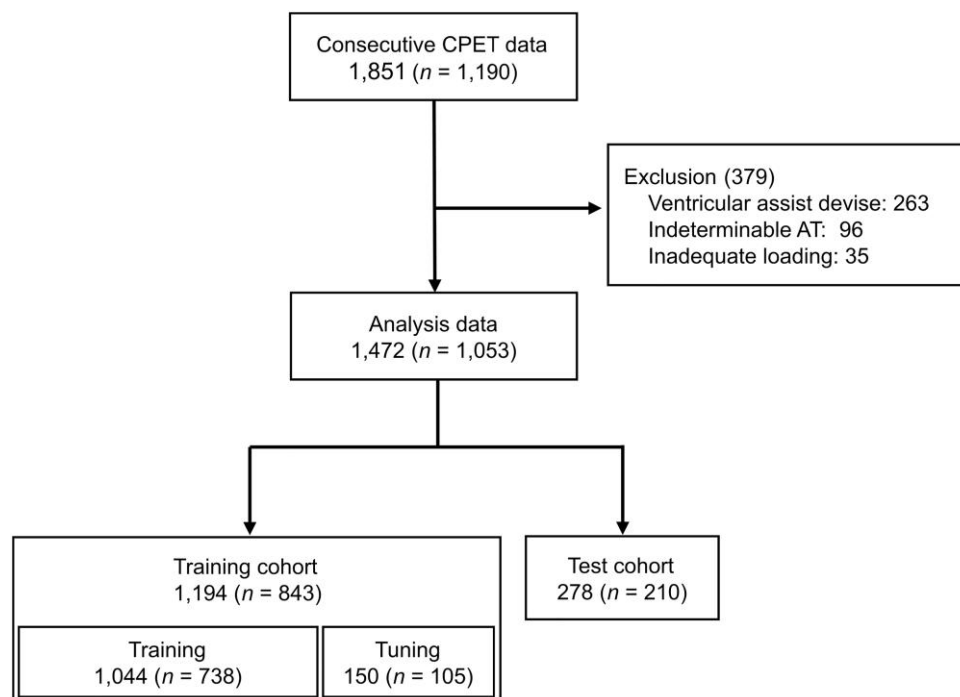 Consecutive CPET data
1,851 (n = 1,190)
Exclusion (379)
Ventricular assist devise: 263
Indeterminable AT: 96
Inadequate loading: 35
Analysis data
1,472 (n = 1,053)
Training cohort
1,194 (n = 843)
Training
1,044 (n = 738)
Tuning
150 (n = 105)
Test cohort
278 (n = 210)